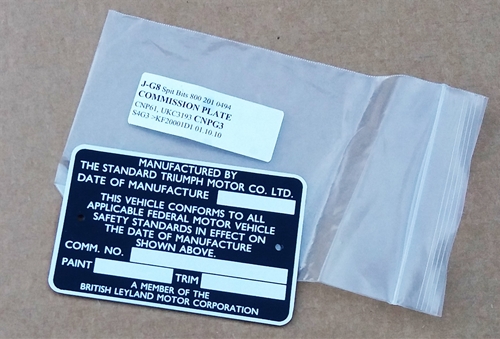 J-G8 Spit Bits 800 201 0494
COMMISSION PLATE
CNP61, UKC3193 CNPG3
S4G3 >KF20001D1 01.10.10
MANUFACTURED BY
THE STANDARD TRIUMPH MOTOR CO. LTD.
DATE OF MANUFACTURE
THIS VEHICLE CONFORMS TO ALL
APPLICABLE FEDERAL MOTOR VEHICLE
SAFETY STANDARDS IN EFFECT ON
THE DATE OF MANUFACTURE
SHOWN ABOVE.
COMM. NO.
PAINT TRIM
A MEMBER OF THE
BRITISH LEYLAND MOTOR CORPORATION